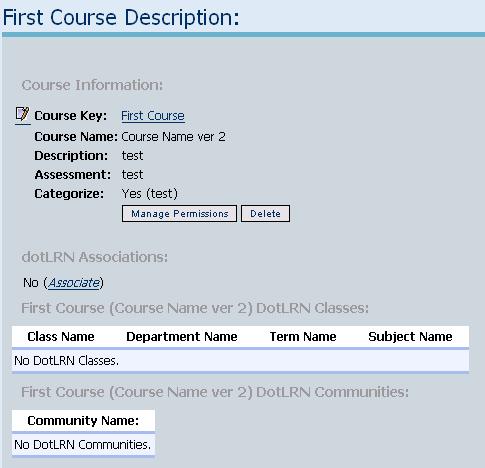 First Course Description:
Course Information:
Course Key: First Course
Course Name: Course Name ver 2
Description: test
Assessment: test
Categorize: Yes (test)
Manage Permissions Delete
dotLRN Associations:
No (Associate)
First Course (Course Name ver 2) DotLRN Classes:
Class Name Department Name Term Name Subject Name
No DotLRN Classes.
First Course (Course Name ver 2) DotLRN Communities:
Community Name:
No DotLRN Communities.